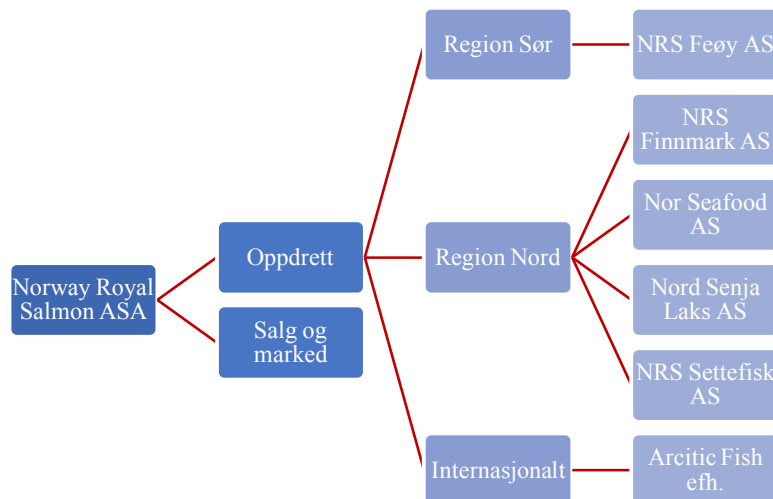 Norway Royal
Salmon ASA
Oppdrett
Salg og
marked
Region Sør
Region Nord
Internasjonalt
NRS Feøy AS
NRS
Finnmark AS
Nor Seafood
AS
Nord Senja
Laks AS
NRS Settefisk
AS
Arcitic Fish
efh.